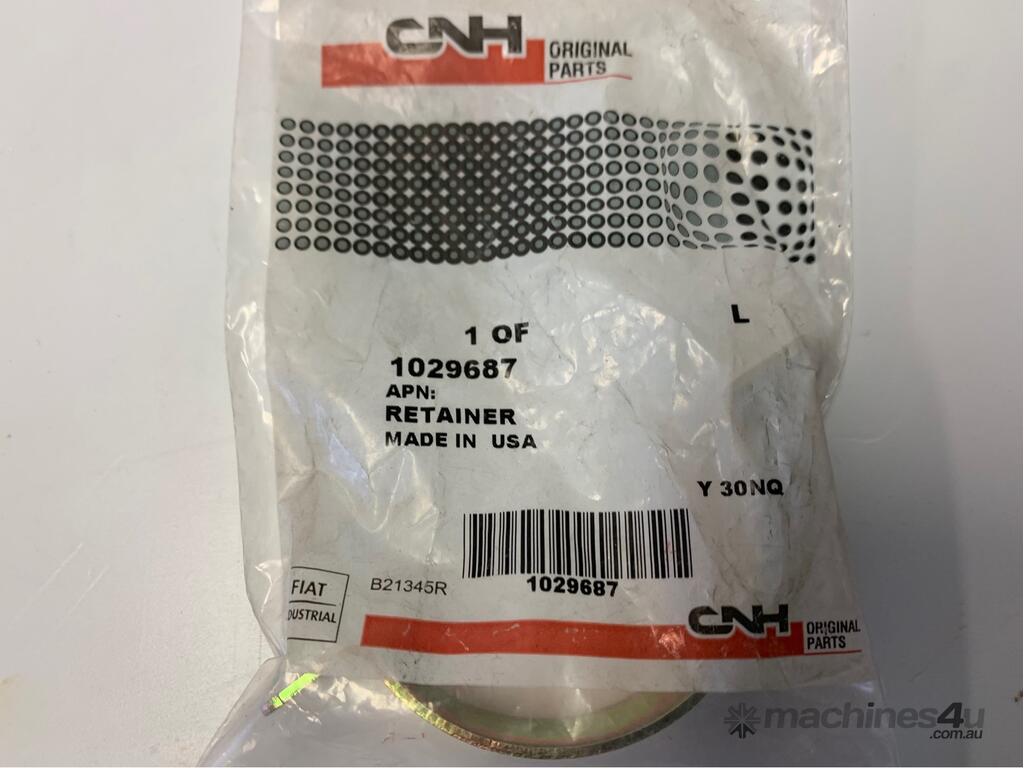 CNH
ORIGINAL
PARTS
1 OF
L
1029687
APN:
RETAINER
MADE IN USA
Y 30NQ
1029687
B21345R
FIAT
DUSTRIAL
CNH
ORIGINAL
PARTS
machines4u
.com.au